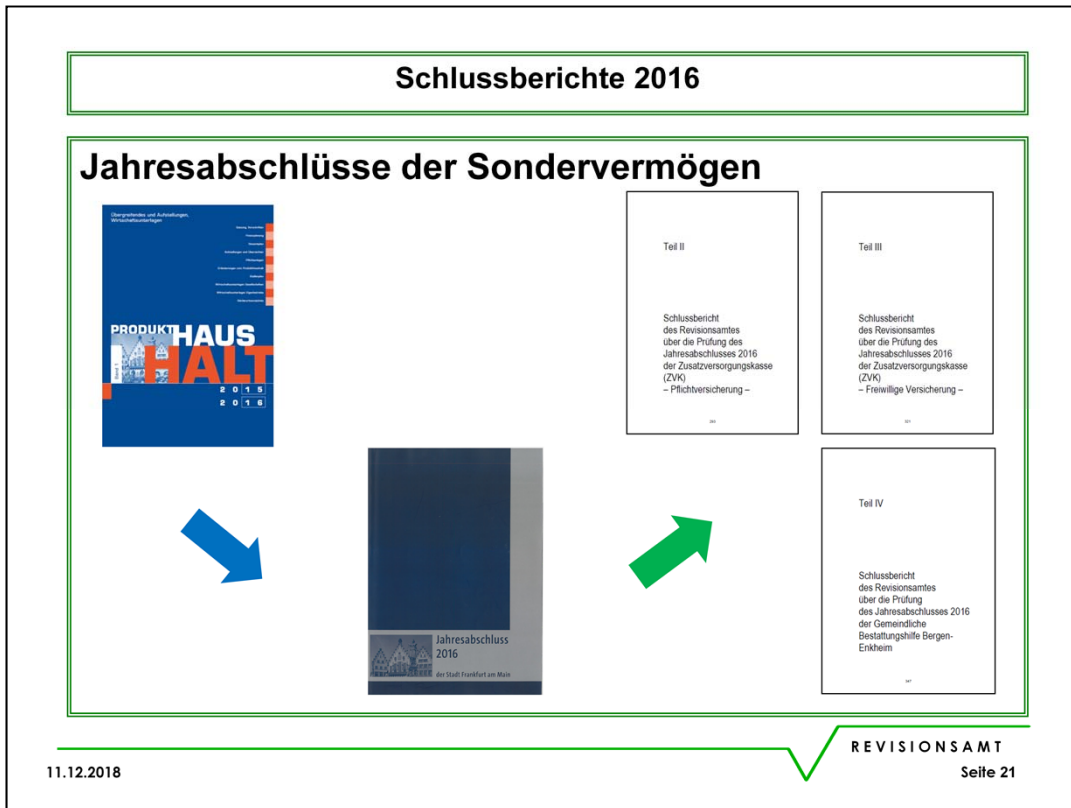 Schlussberichte 2016
Jahresabschlüsse der Sondervermögen
Übergreifendes und Aufstellungen,
Wirtschaftsunterlagen
PRODUKT HAUS
HALT
2 0 1 5
2 0 1 6
Jahresabschluss
2016
der Stadt Frankfurt am Main
Teil II
Schlussbericht
des Revisionsamtes
über die Prüfung des
Jahresabschlusses 2016
der Zusatzversorgungskasse
(ZVK)
– Pflichtversicherung –
Teil III
Schlussbericht
des Revisionsamtes
über die Prüfung des
Jahresabschlusses 2016
der Zusatzversorgungskasse
(ZVK)
– Freiwillige Versicherung –
Teil IV
Schlussbericht
des Revisionsamtes
über die Prüfung
des Jahresabschlusses 2016
der Gemeindliche
Bestattungshilfe Bergen-
Enkheim
REVISIONSAMT
11.12.2018
Seite 21